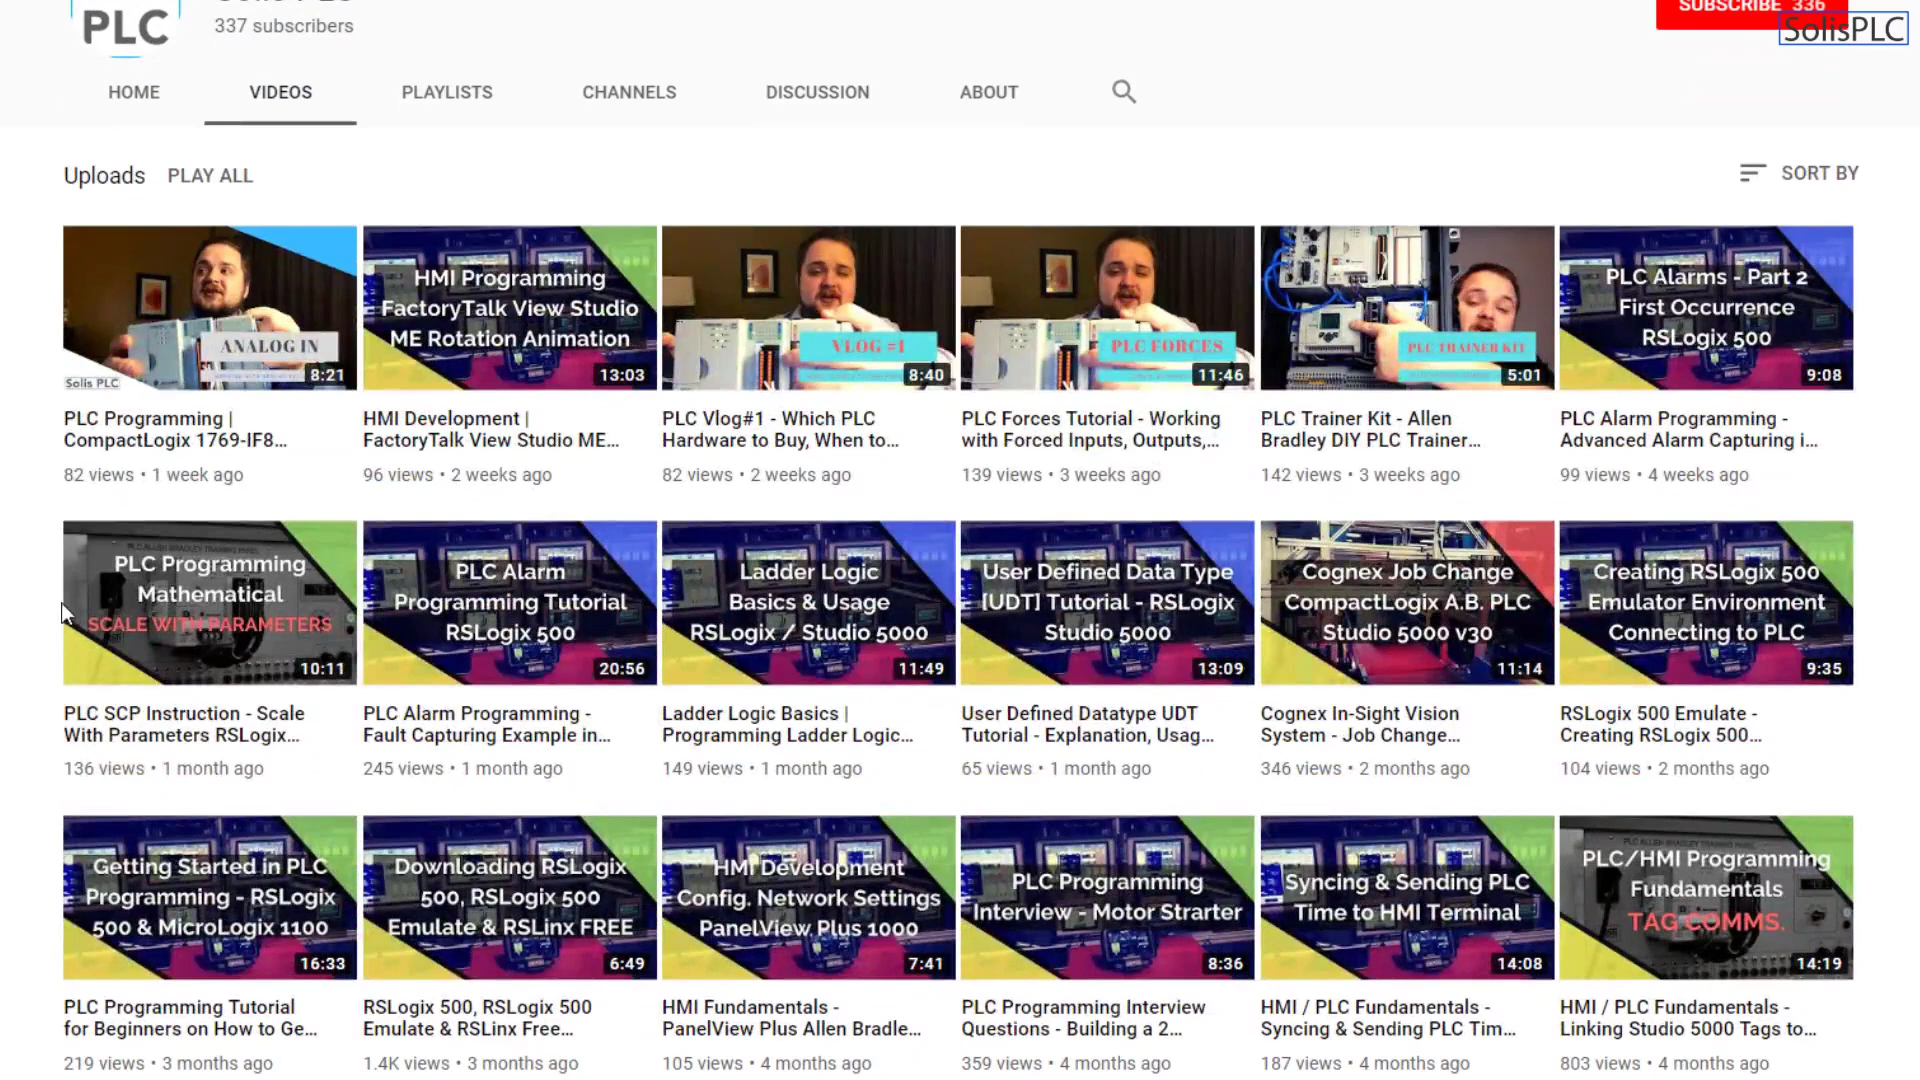 PLC
337 subscribers
SUBSCRIBE 336
SolisPLC
HOME
VIDEOS
PLAYLISTS
CHANNELS
DISCUSSION
ABOUT
Uploads
PLAY ALL
SORT BY
ANALOG IN
Solis PLC
8:21
HMI Programming
FactoryTalk View Studio
ME Rotation Animation
13:03
VLOG #1
8:40
PLC FORCES
11:46
PLC TRAINER KIT
5:01
PLC Alarms - Part 2
First Occurrence
RSLogix 500
9:08
PLC Programming |
CompactLogix 1769-IF8...
82 views • 1 week ago
HMI Development |
FactoryTalk View Studio ME...
96 views • 2 weeks ago
PLC Vlog#1 - Which PLC
Hardware to Buy, When to...
82 views • 2 weeks ago
PLC Forces Tutorial - Working
with Forced Inputs, Outputs,...
139 views • 3 weeks ago
PLC Trainer Kit - Allen
Bradley DIY PLC Trainer...
142 views • 3 weeks ago
PLC Alarm Programming -
Advanced Alarm Capturing i...
99 views • 4 weeks ago
PLC ALLEN BRADLEY TRAINING PANEL
PLC Programming
Mathematical
SCALE WITH PARAMETERS
10:11
PLC Alarm
Programming Tutorial
RSLogix 500
20:56
Ladder Logic
Basics & Usage
RSLogix / Studio 5000
11:49
User Defined Data Type
[UDT] Tutorial - RSLogix
Studio 5000
13:09
Cognex Job Change
CompactLogix A.B. PLC
Studio 5000 v30
11:14
Creating RSLogix 500
Emulator Environment
Connecting to PLC
9:35
PLC SCP Instruction - Scale
With Parameters RSLogix...
136 views • 1 month ago
PLC Alarm Programming -
Fault Capturing Example in...
245 views • 1 month ago
Ladder Logic Basics |
Programming Ladder Logic...
149 views • 1 month ago
User Defined Datatype UDT
Tutorial - Explanation, Usag...
65 views • 1 month ago
Cognex In-Sight Vision
System - Job Change...
346 views • 2 months ago
RSLogix 500 Emulate -
Creating RSLogix 500...
104 views • 2 months ago
Getting Started in PLC
Programming - RSLogix
500 & MicroLogix 1100
16:33
Downloading RSLogix
500, RSLogix 500
Emulate & RSLinx FREE
6:49
HMI Development
Config. Network Settings
PanelView Plus 1000
7:41
PLC Programming
Interview - Motor Strarter
8:36
Syncing & Sending PLC
Time to HMI Terminal
14:08
PLC ALLEN BRADLEY TRAINING PANEL
PLC/HMI Programming
Fundamentals
TAG COMMS.
14:19
PLC Programming Tutorial
for Beginners on How to Ge...
219 views • 3 months ago
RSLogix 500, RSLogix 500
Emulate & RSLinx Free...
1.4K views • 3 months ago
HMI Fundamentals -
PanelView Plus Allen Bradle...
105 views • 4 months ago
PLC Programming Interview
Questions - Building a 2...
359 views • 4 months ago
HMI / PLC Fundamentals -
Syncing & Sending PLC Tim...
187 views • 4 months ago
HMI / PLC Fundamentals -
Linking Studio 5000 Tags to...
803 views • 4 months ago